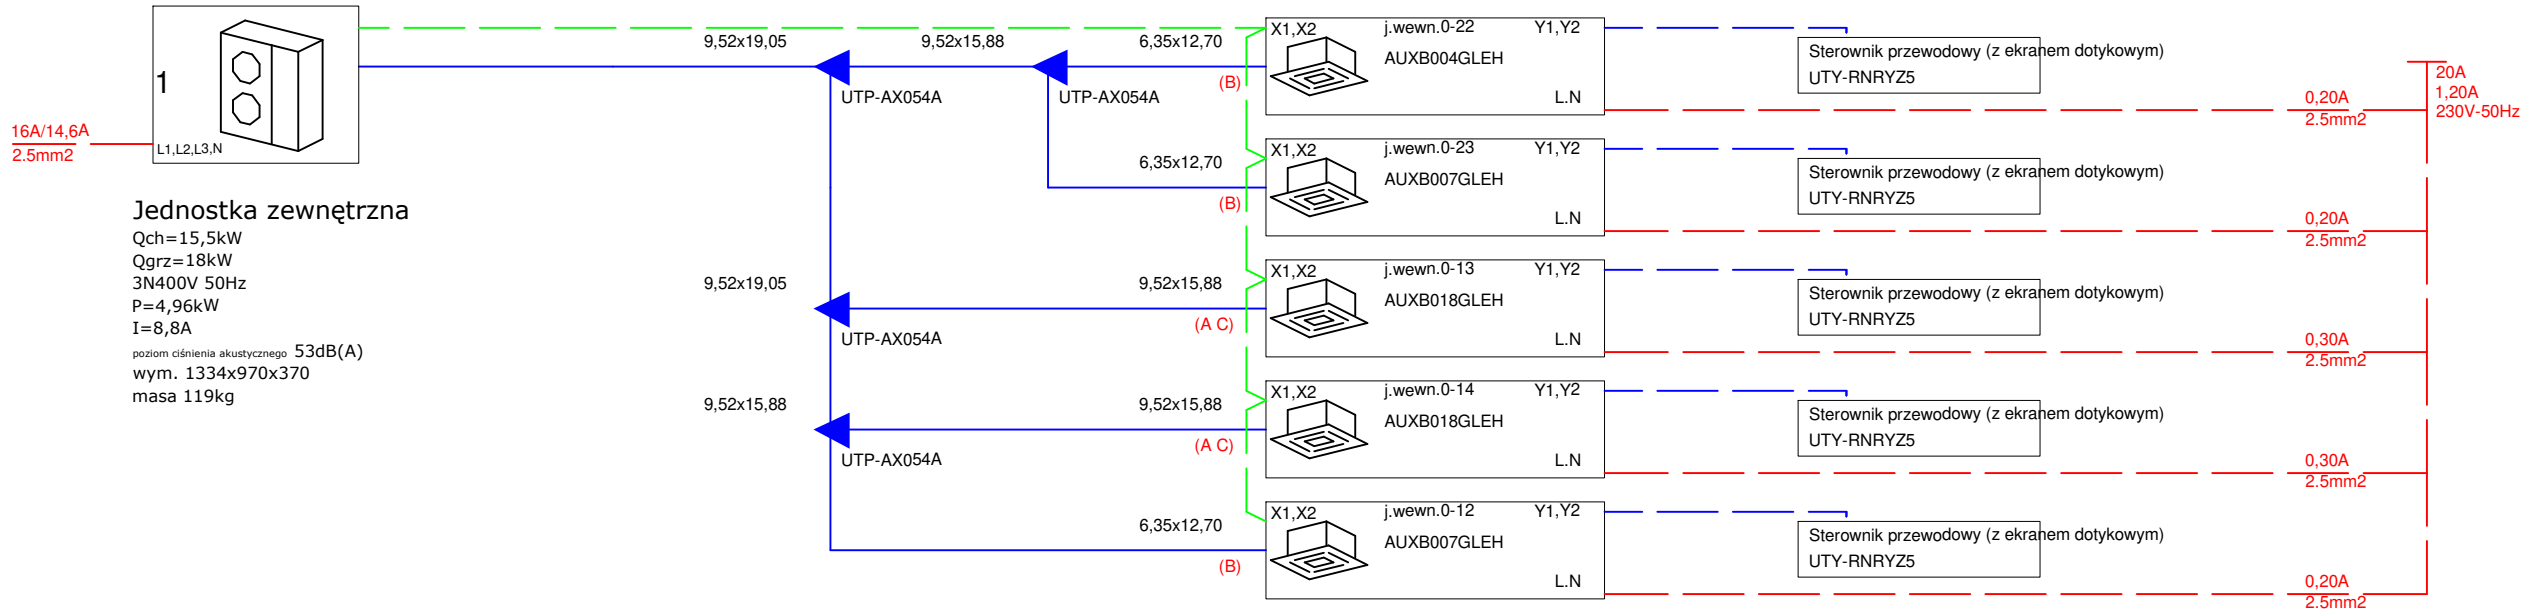 1
L1,L2,L3,N
16A/14,6A
2.5mm2
Jednostka zewnętrzna
Qch=15,5kW
Qgrz=18kW
3N400V 50Hz
P=4,96kW
I=8,8A
poziom ciśnienia akustycznego 53dB(A)
wym. 1334x970x370
masa 119kg
9,52x19,05
UTP-AX054A
9,52x15,88
UTP-AX054A
6,35x12,70
(B)
X1,X2
j.wewn.0-22
Y1,Y2
AUXB004GLEH
L.N
Sterownik przewodowy (z ekranem dotykowym)
UTY-RNRYZ5
0,20A
2.5mm2
20A
1,20A
230V-50Hz
6,35x12,70
(B)
X1,X2
j.wewn.0-23
Y1,Y2
AUXB007GLEH
L.N
Sterownik przewodowy (z ekranem dotykowym)
UTY-RNRYZ5
0,20A
2.5mm2
9,52x19,05
UTP-AX054A
9,52x15,88
(A C)
X1,X2
j.wewn.0-13
Y1,Y2
AUXB018GLEH
L.N
Sterownik przewodowy (z ekranem dotykowym)
UTY-RNRYZ5
0,30A
2.5mm2
9,52x15,88
UTP-AX054A
9,52x15,88
(A C)
X1,X2
j.wewn.0-14
Y1,Y2
AUXB018GLEH
L.N
Sterownik przewodowy (z ekranem dotykowym)
UTY-RNRYZ5
0,30A
2.5mm2
6,35x12,70
(B)
X1,X2
j.wewn.0-12
Y1,Y2
AUXB007GLEH
L.N
Sterownik przewodowy (z ekranem dotykowym)
UTY-RNRYZ5
0,20A
2.5mm2